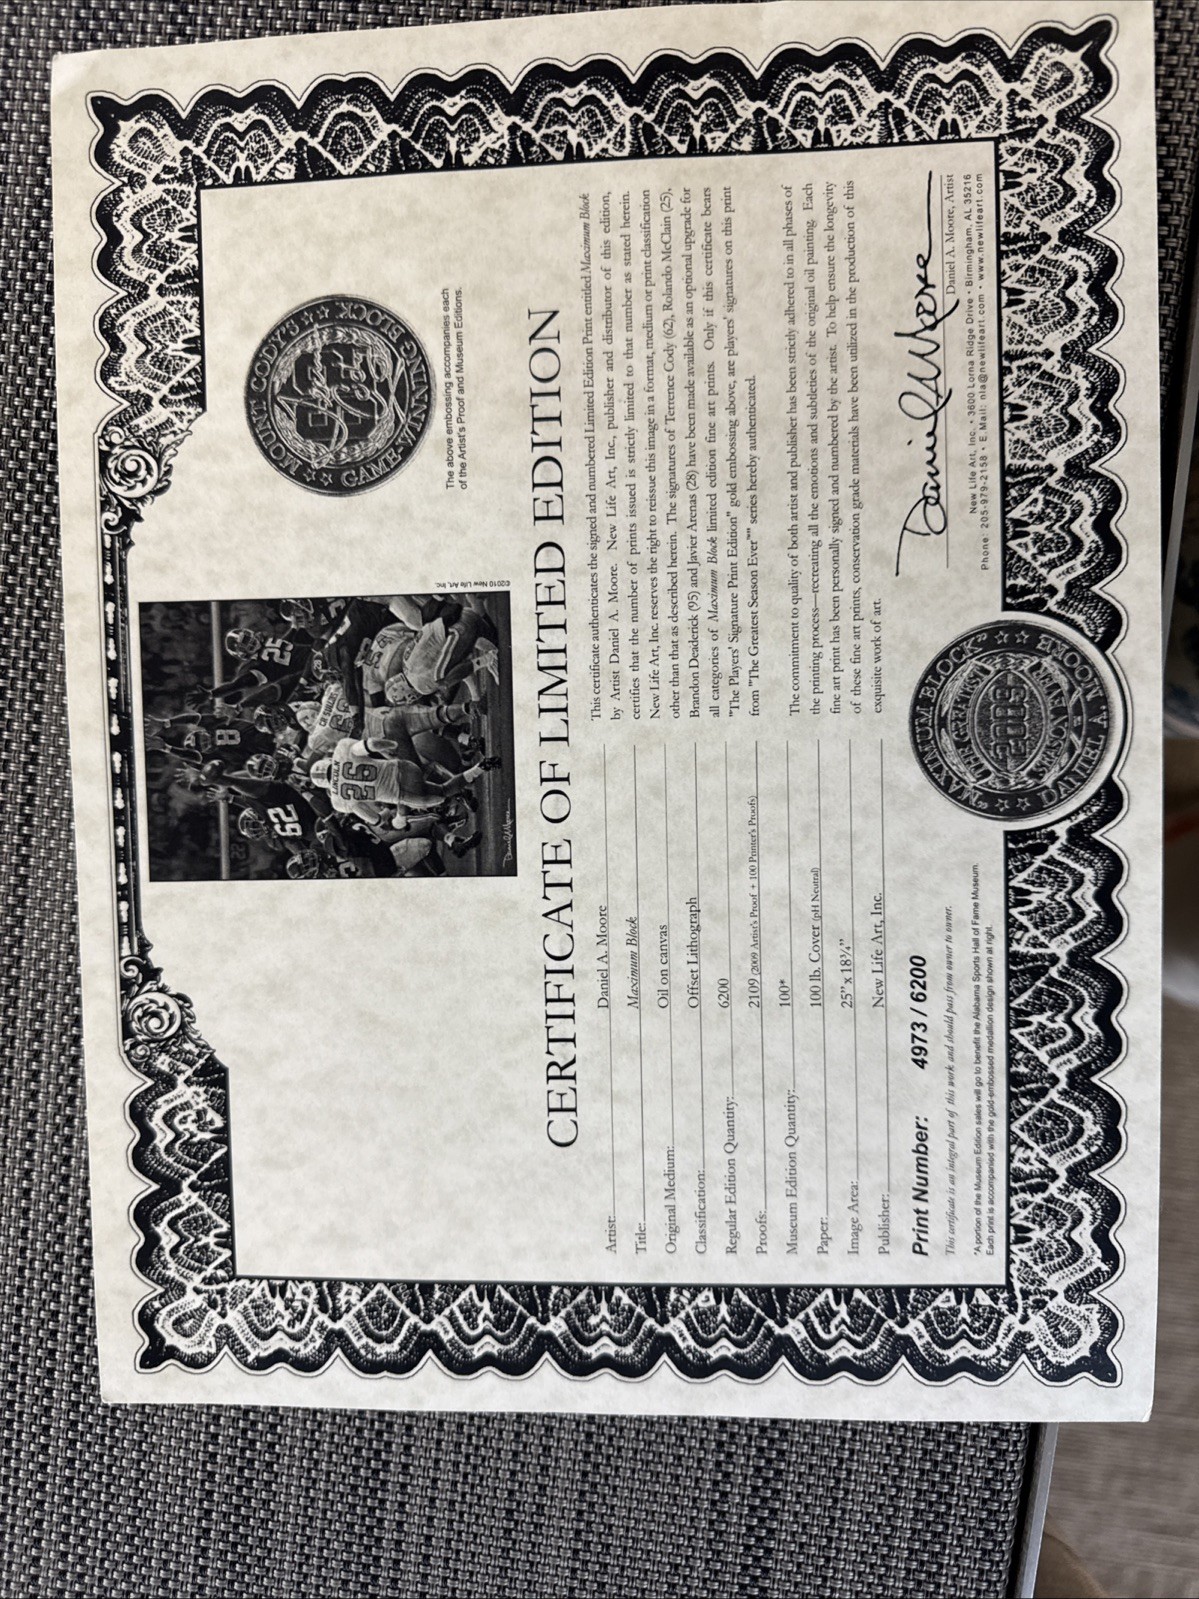 MOUNT CODY'S
GAME-WINNING BLOCK
The above embossing accompanies each
of the Artist's Proof and Museum Editions.
©2010 New Life Art, Inc.
62
8
25
26
LINCOLN
Daniel A. Moore
CERTIFICATE OF LIMITED EDITION
Artist: Daniel A. Moore
Title: Maximum Block
Original Medium: Oil on canvas
Classification: Offset Lithograph
Regular Edition Quantity: 6200
Proofs: 2109 (2009 Artist's Proof + 100 Printer's Proofs)
Museum Edition Quantity: 100*
Paper: 100 lb. Cover (pH Neutral)
Image Area: 25" x 18¾"
Publisher: New Life Art, Inc.
Print Number: 4973 / 6200
This certificate is an integral part of this work and should pass from owner to owner.
*A portion of the Museum Edition sales will go to benefit the Alabama Sports Hall of Fame Museum.
Each print is accompanied with the gold-embossed medallion design shown at right.
This certificate authenticates the signed and numbered Limited Edition Print entitled Maximum Block
by Artist Daniel A. Moore. New Life Art, Inc., publisher and distributor of this edition,
certifies that the number of prints issued is strictly limited to that number as stated herein.
New Life Art, Inc. reserves the right to reissue this image in a format, medium or print classification
other than that as described herein. The signatures of Terrence Cody (62), Rolando McClain (25),
Brandon Deaderick (95) and Javier Arenas (28) have been made available as an optional upgrade for
all categories of Maximum Block limited edition fine art prints. Only if this certificate bears
"The Players' Signature Print Edition" gold embossing above, are players' signatures on this print
from "The Greatest Season Ever"" series hereby authenticated.
The commitment to quality of both artist and publisher has been strictly adhered to in all phases of
the printing process—recreating all the emotions and subtleties of the original oil painting. Each
fine art print has been personally signed and numbered by the artist. To help ensure the longevity
of these fine art prints, conservation grade materials have been utilized in the production of this
exquisite work of art.
"MAXIMUM BLOCK"
THE GREATEST
2009
SEASON EVER
DANIEL A. MOORE
Daniel A. Moore
Daniel A. Moore, Artist
New Life Art, Inc. • 3600 Lorna Ridge Drive • Birmingham, AL 35216
Phone: 205-979-2158 • E. Mail: nla@newlifeart.com • www.newlifeart.com